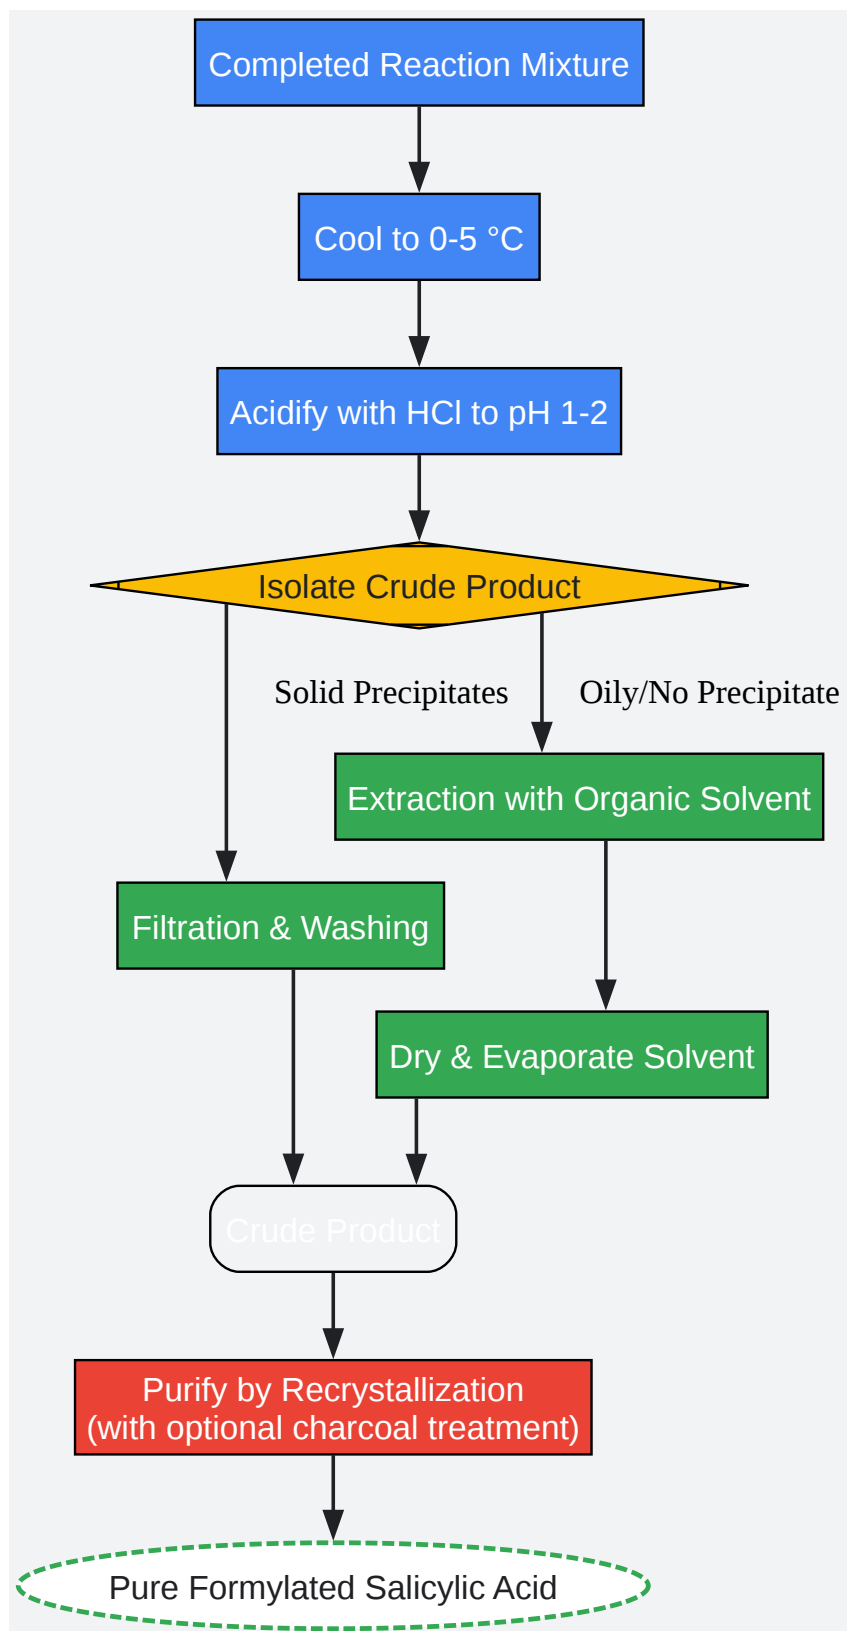 Completed Reaction Mixture
Cool to 0-5 °C
Acidify with HCl to pH 1-2
Isolate Crude Product
Solid Precipitates
Oily/No Precipitate
Extraction with Organic Solvent
Filtration & Washing
Dry & Evaporate Solvent
Crude Product
Purify by Recrystallization
(with optional charcoal treatment)
Pure Formylated Salicylic Acid